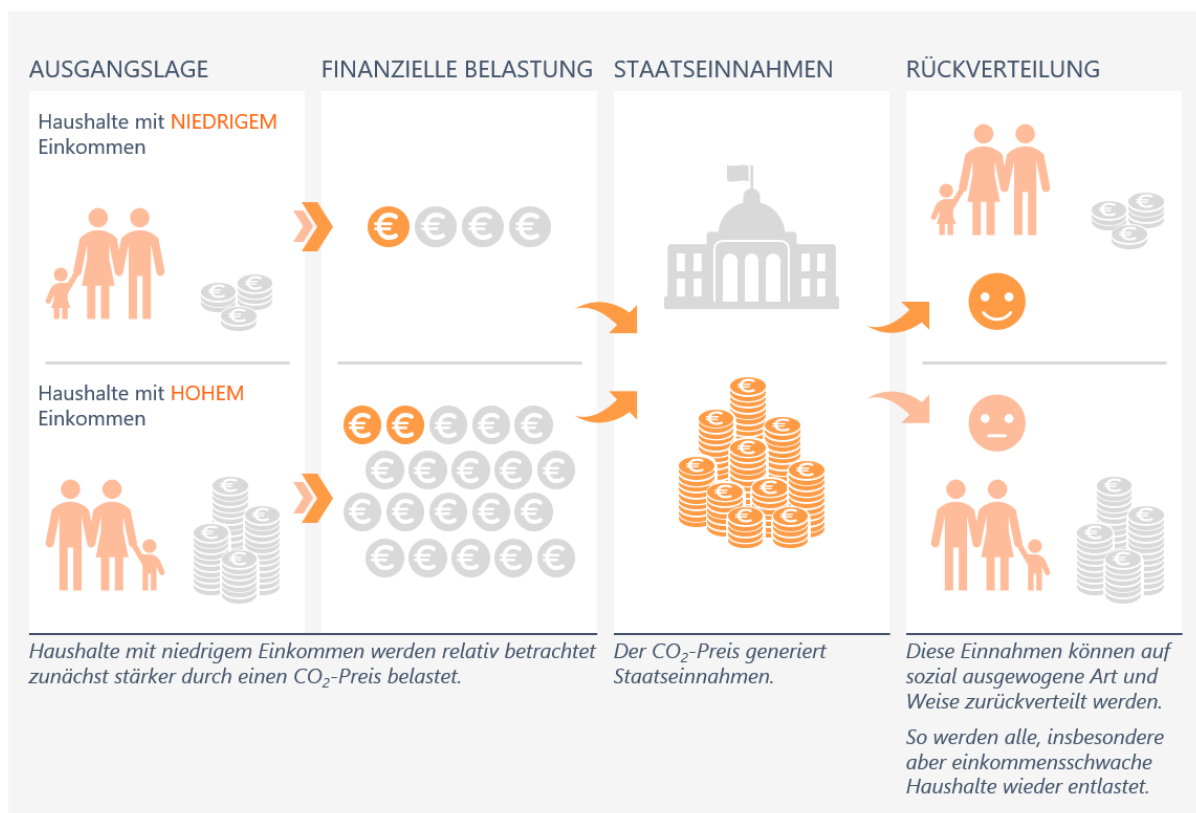 AUSGANGSLAGE
FINANZIELLE BELASTUNG
STAATSEINNAHMEN
RÜCKVERTEILUNG
Haushalte mit NIEDRIGEM
Einkommen
Haushalte mit HOHEM
Einkommen
Haushalte mit niedrigem Einkommen werden relativ betrachtet
zunächst stärker durch einen CO₂-Preis belastet.
Der CO₂-Preis generiert
Staatseinnahmen.
Diese Einnahmen können auf
sozial ausgewogene Art und
Weise zurückverteilt werden.
So werden alle, insbesondere
aber einkommensschwache
Haushalte wieder entlastet.